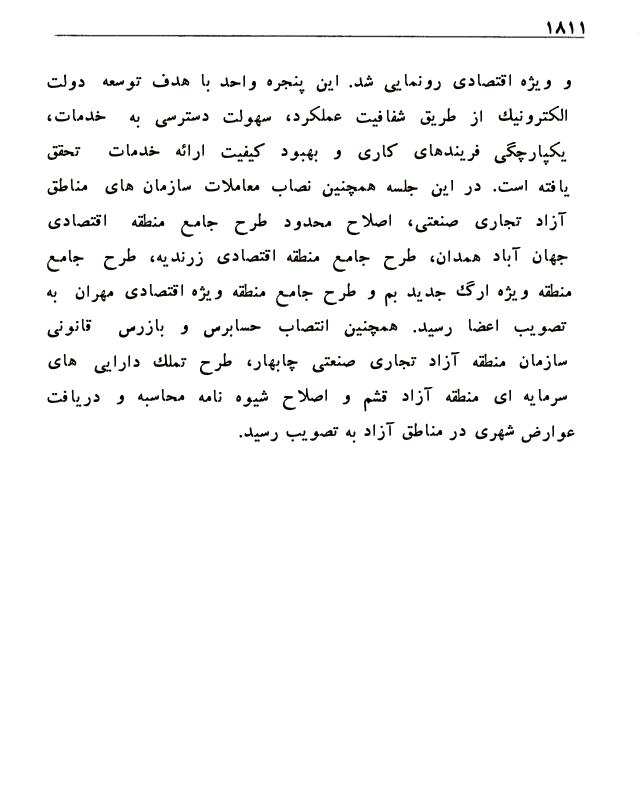 ۱۸۱۱
و ویژه اقتصادی رونمایی شد. این پنجره واحد با هدف توسعه دولت
الکترونیک از طریق شفافیت عملکرد، سهولت دسترسی به خدمات،
یکپارچگی فریندهای کاری و بهبود کیفیت ارائه خدمات تحقق
یافته است. در این جلسه همچنین نصاب معاملات سازمان های مناطق
آزاد تجاری صنعتی، اصلاح محدود طرح جامع منطقه اقتصادی
جهان آباد همدان، طرح جامع منطقه اقتصادی زرندیه، طرح جامع
منطقه ویژه ارگ جدید بم و طرح جامع منطقه ویژه اقتصادی مهران به
تصویب اعضا رسید. همچنین انتصاب حسابرس و بازرس قانونی
سازمان منطقه آزاد تجاری صنعتی چابهار، طرح تملک دارایی های
سرمایه ای منطقه آزاد قشم و اصلاح شیوه نامه محاسبه و دریافت
عوارض شهری در مناطق آزاد به تصویب رسید.